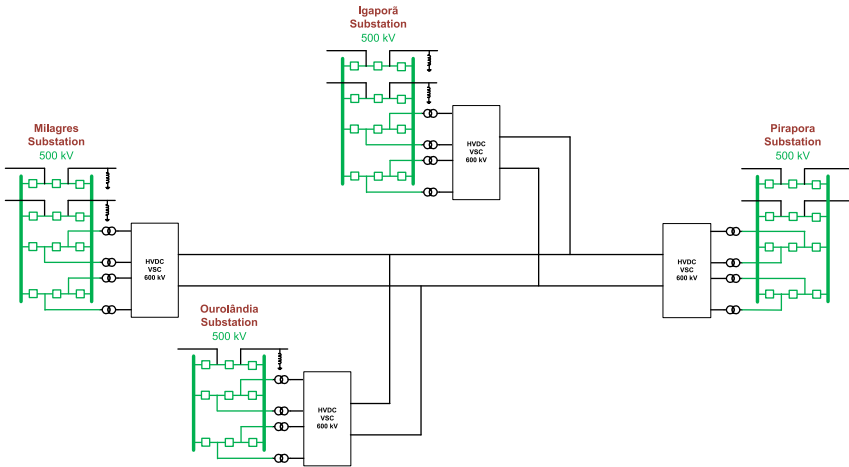 Igaporã
Substation
500 kV
HVDC
VSC
600 kV
Milagres
Substation
500 kV
HVDC
VSC
600 kV
Pirapora
Substation
500 kV
HVDC
VSC
600 kV
Ourolândia
Substation
500 kV
HVDC
VSC
600 kV